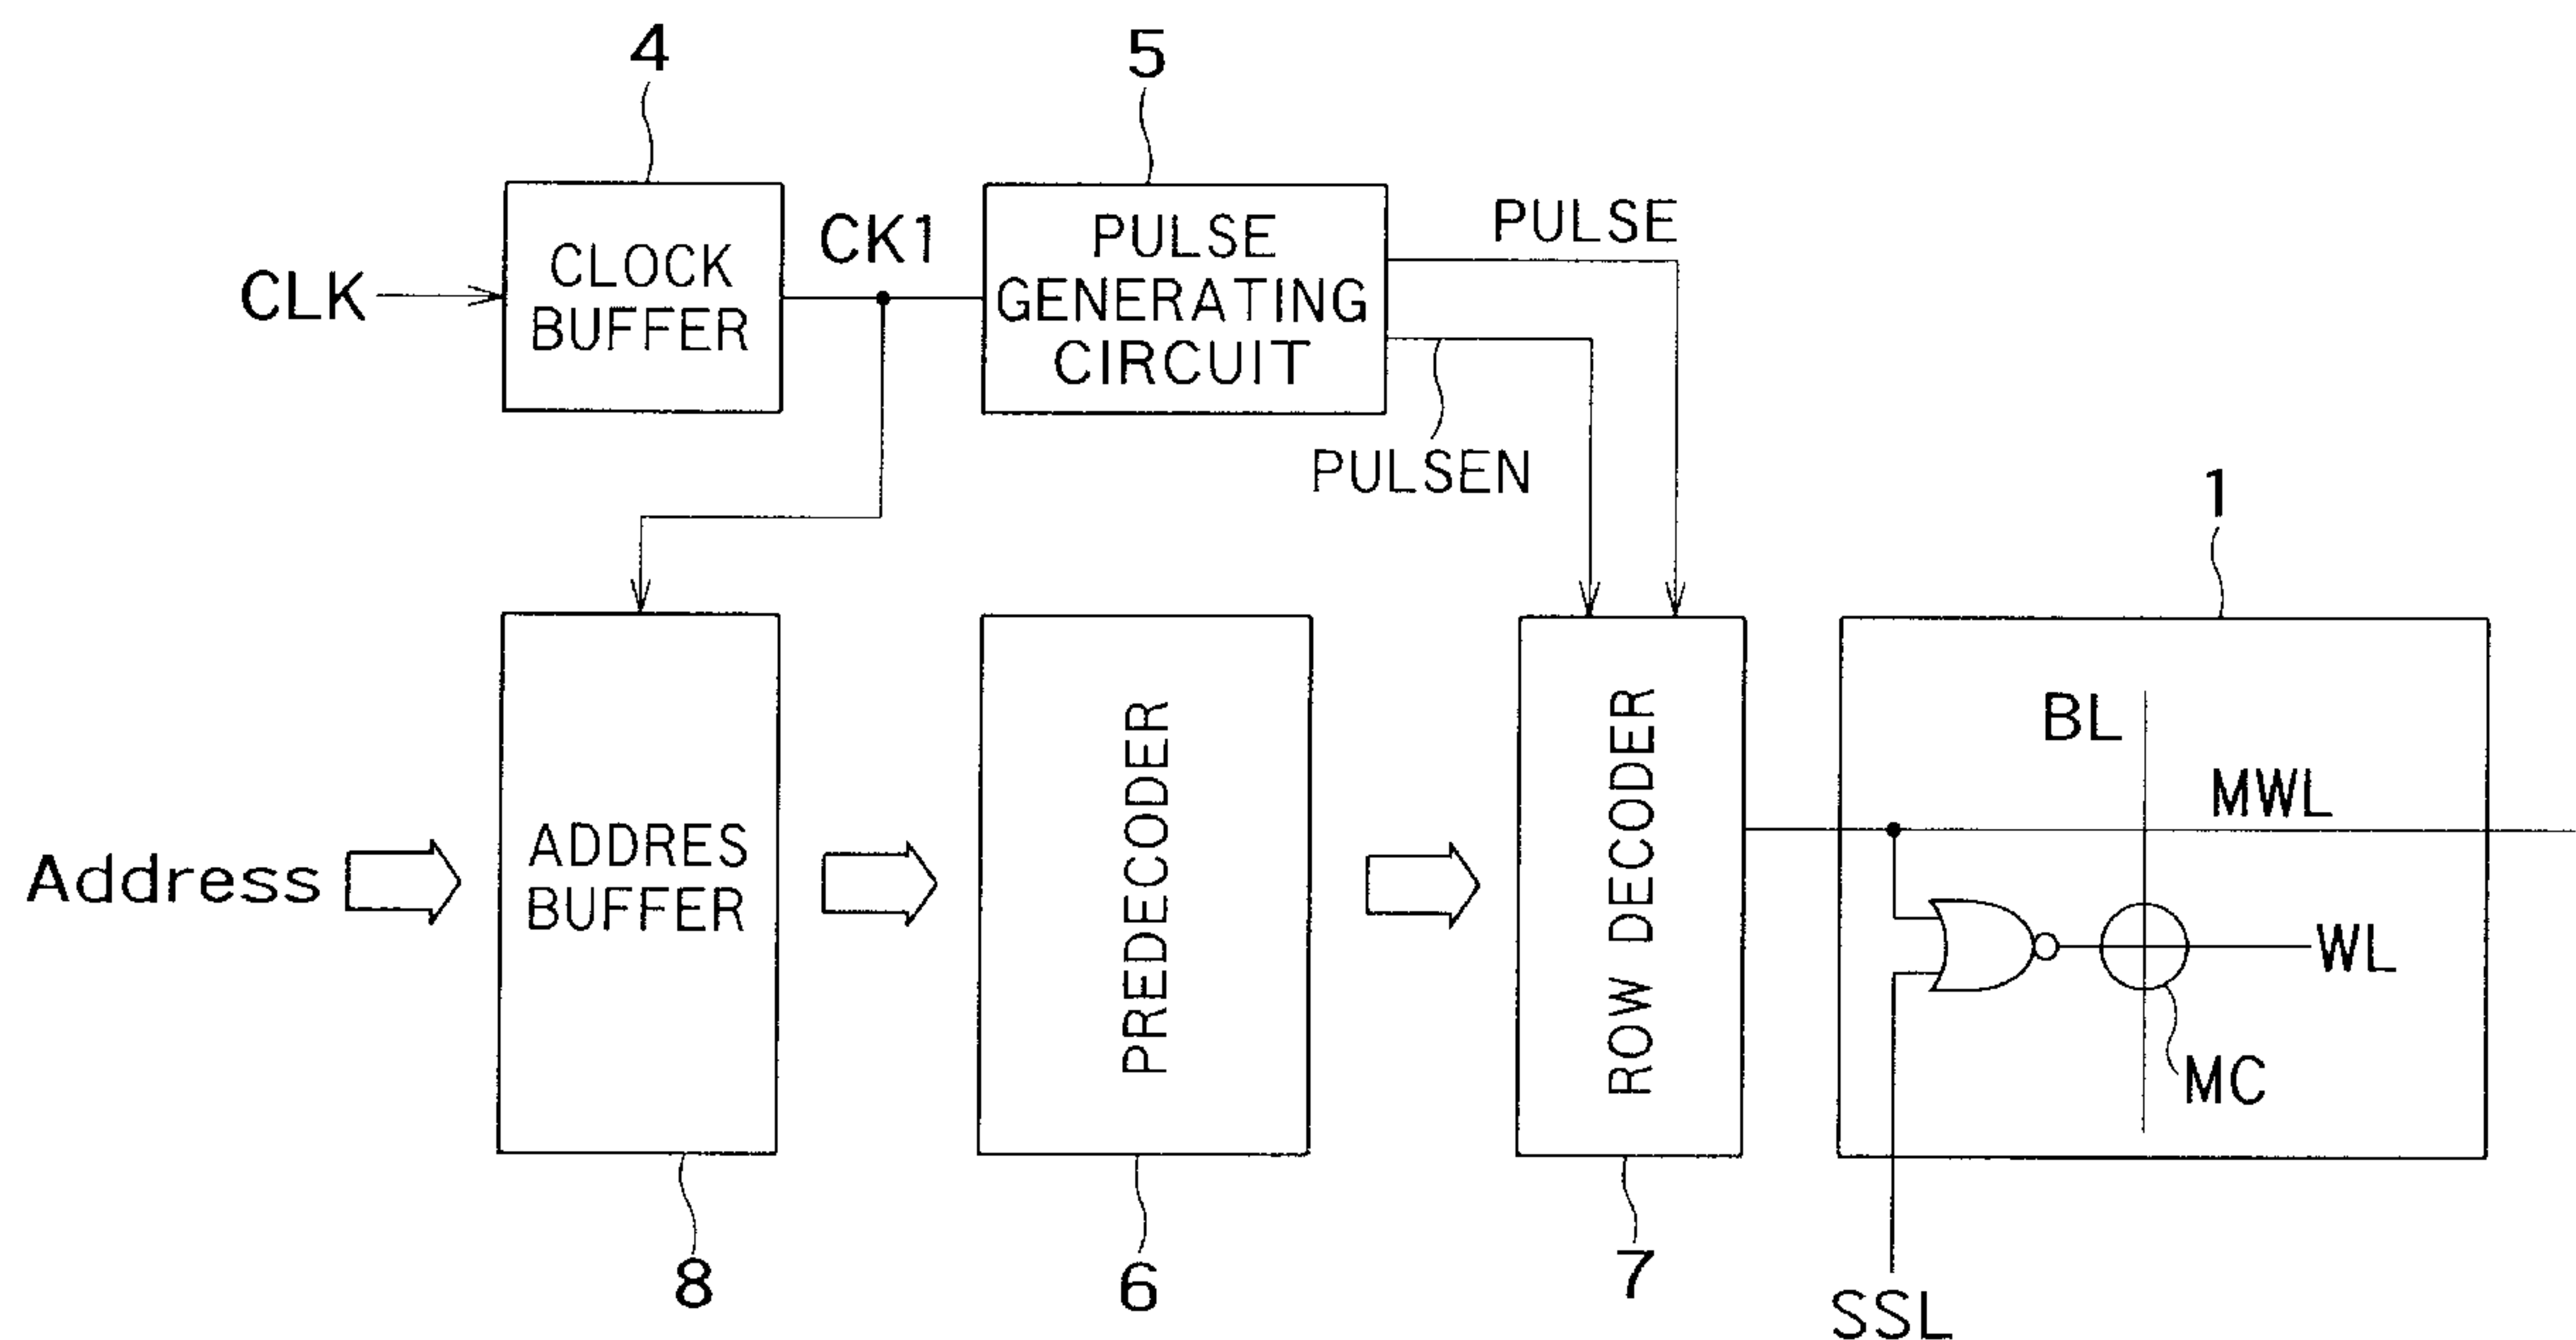 4
5
CLK
CLOCK
BUFFER
CK1
PULSE
GENERATING
CIRCUIT
PULSE
PULSEN
1
Address
ADDRES
BUFFER
PREDECODER
ROW DECODER
BL
MWL
WL
MC
8
6
7
SSL